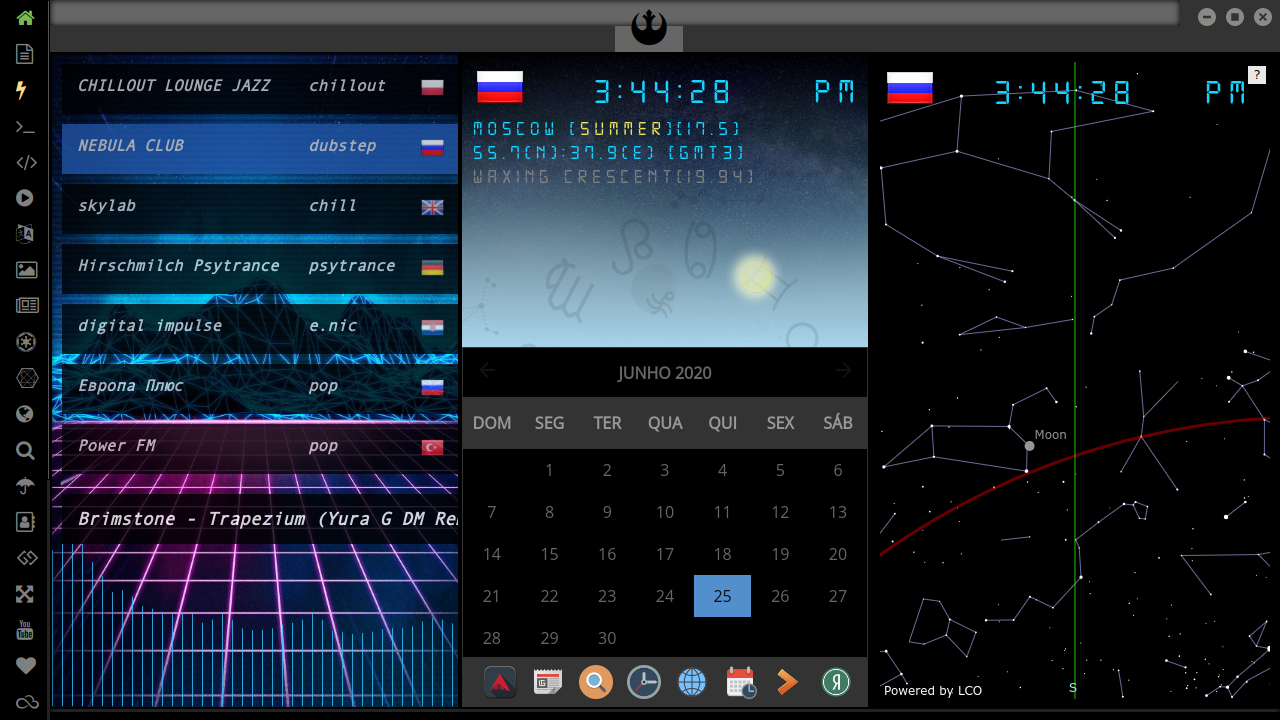 CHILLOUT LOUNGE JAZZ chillout
NEBULA CLUB dubstep
skylab chill
Hirschmilch Psytrance psytrance
digital impulse e.nic
Европа Плюс pop
Power FM pop
Brimstone - Trapezium (Yura G DM Re
3:44:28 PM
MOSCOW (SUMMER)(17.5)
55.7(N):37.9(E) (GMT3)
WAXING CRESCENT(19.94)
JUNHO 2020
DOM SEG TER QUA QUI SEX SÁB
1 2 3 4 5 6
7 8 9 10 11 12 13
14 15 16 17 18 19 20
21 22 23 24 25 26 27
28 29 30
Я
3:44:28 PM
?
Moon
Powered by LCO
S
You
Tube